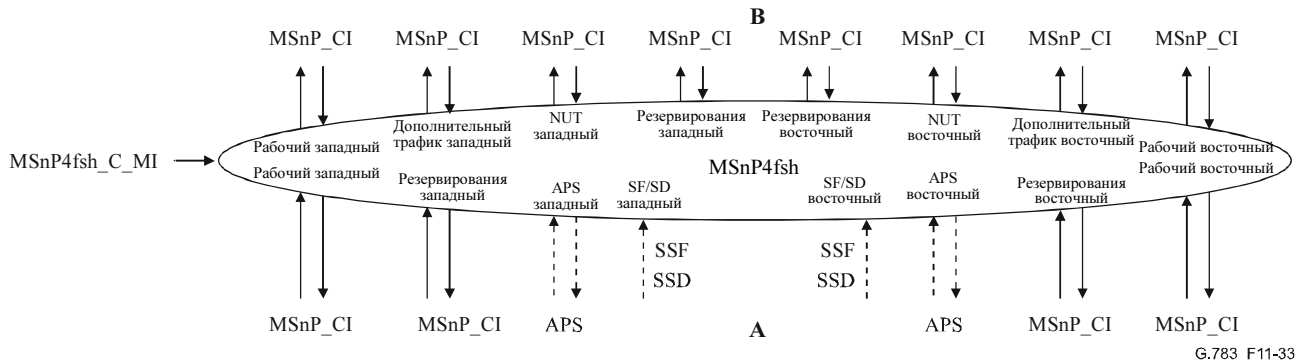 B
MSnP_CI MSnP_CI MSnP_CI MSnP_CI MSnP_CI MSnP_CI MSnP_CI MSnP_CI
Рабочий западный
Дополнительный
трафик западный
NUT
западный
Резервирования
западный
Резервирования
восточный
NUT
восточный
Дополнительный
трафик восточный
Рабочий восточный
MSnP4fsh_C_MI
MSnP4fsh
Рабочий западный
Резервирования
западный
APS
западный
SF/SD
западный
SF/SD
восточный
APS
восточный
Резервирования
восточный
Рабочий восточный
SSF
SSD
SSF
SSD
MSnP_CI MSnP_CI APS A APS MSnP_CI MSnP_CI
G.783_F11-33